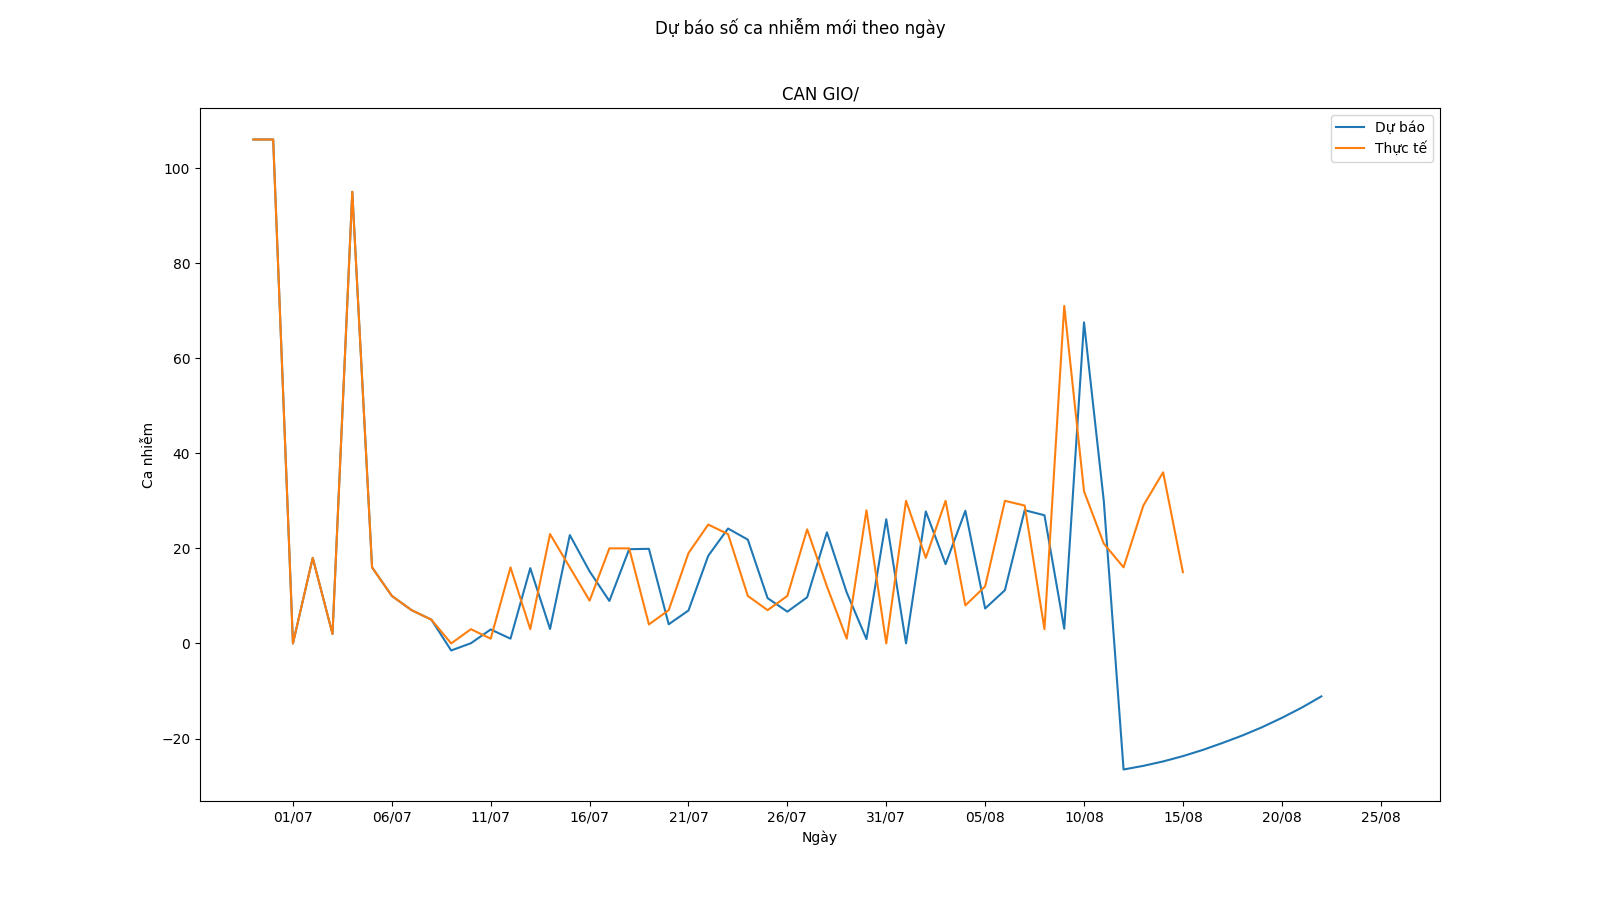 Dự báo số ca nhiễm mới theo ngày
CAN GIO/
Dự báo
Thực tế
Ca nhiễm
100
80
60
40
20
0
−20
01/07 06/07 11/07 16/07 21/07 26/07 31/07 05/08 10/08 15/08 20/08 25/08
Ngày